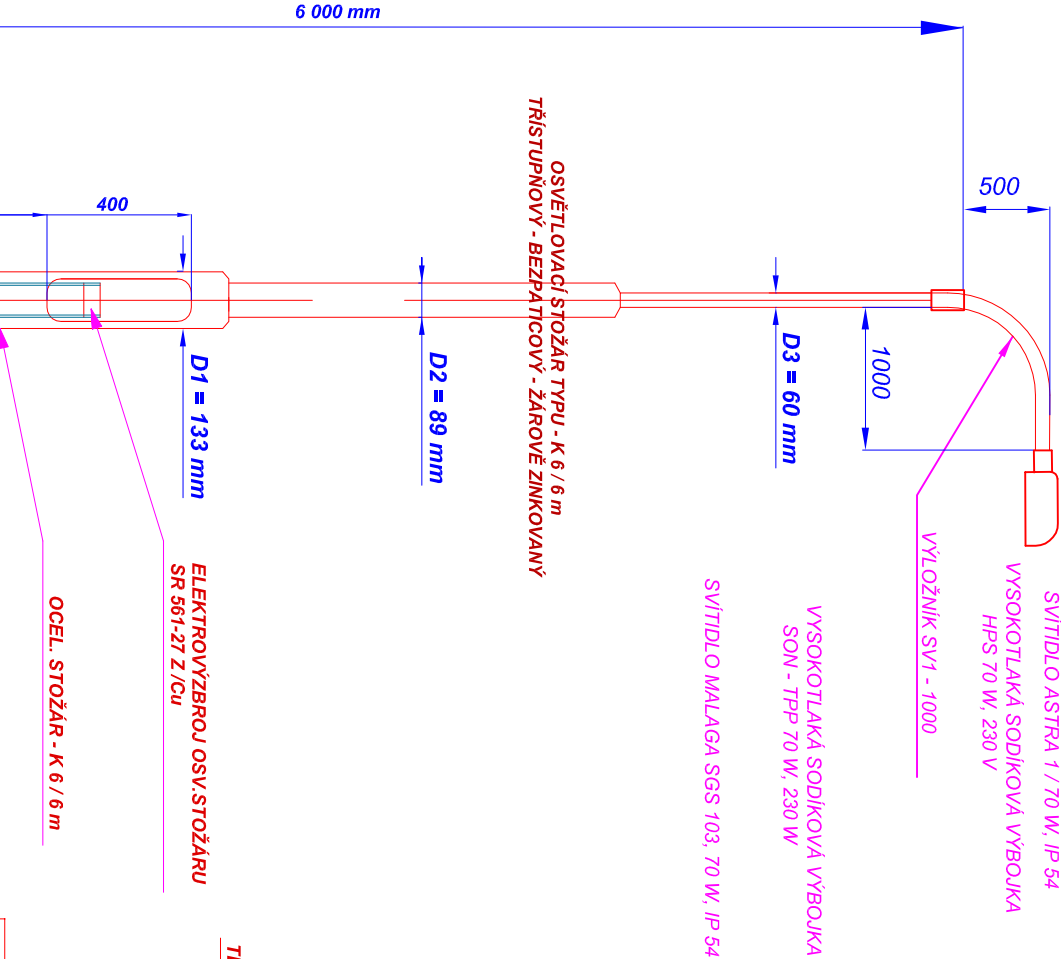 6 000 mm
500
400
1000
SVÍTIDLO ASTRA 1 / 70 W, IP 54
VYSOKOTLAKÁ SODÍKOVÁ VÝBOJKA
HPS 70 W, 230 V
VÝLOŽNÍK SV1 - 1000
VYSOKOTLAKÁ SODÍKOVÁ VÝBOJKA
SON - TPP 70 W, 230 W
SVÍTIDLO MALAGA SGS 103, 70 W, IP 54
D3 = 60 mm
OSVĚTLOVACÍ STOŽÁR TYPU - K 6 / 6 m
TŘÍSTUPŇOVÝ - BEZPATICOVÝ - ŽÁROVĚ ZINKOVANÝ
D2 = 89 mm
D1 = 133 mm
ELEKTROVÝZBROJ OSV.STOŽÁRU
SR 561-27 Z /Cu
OCEL. STOŽÁR - K 6 / 6 m